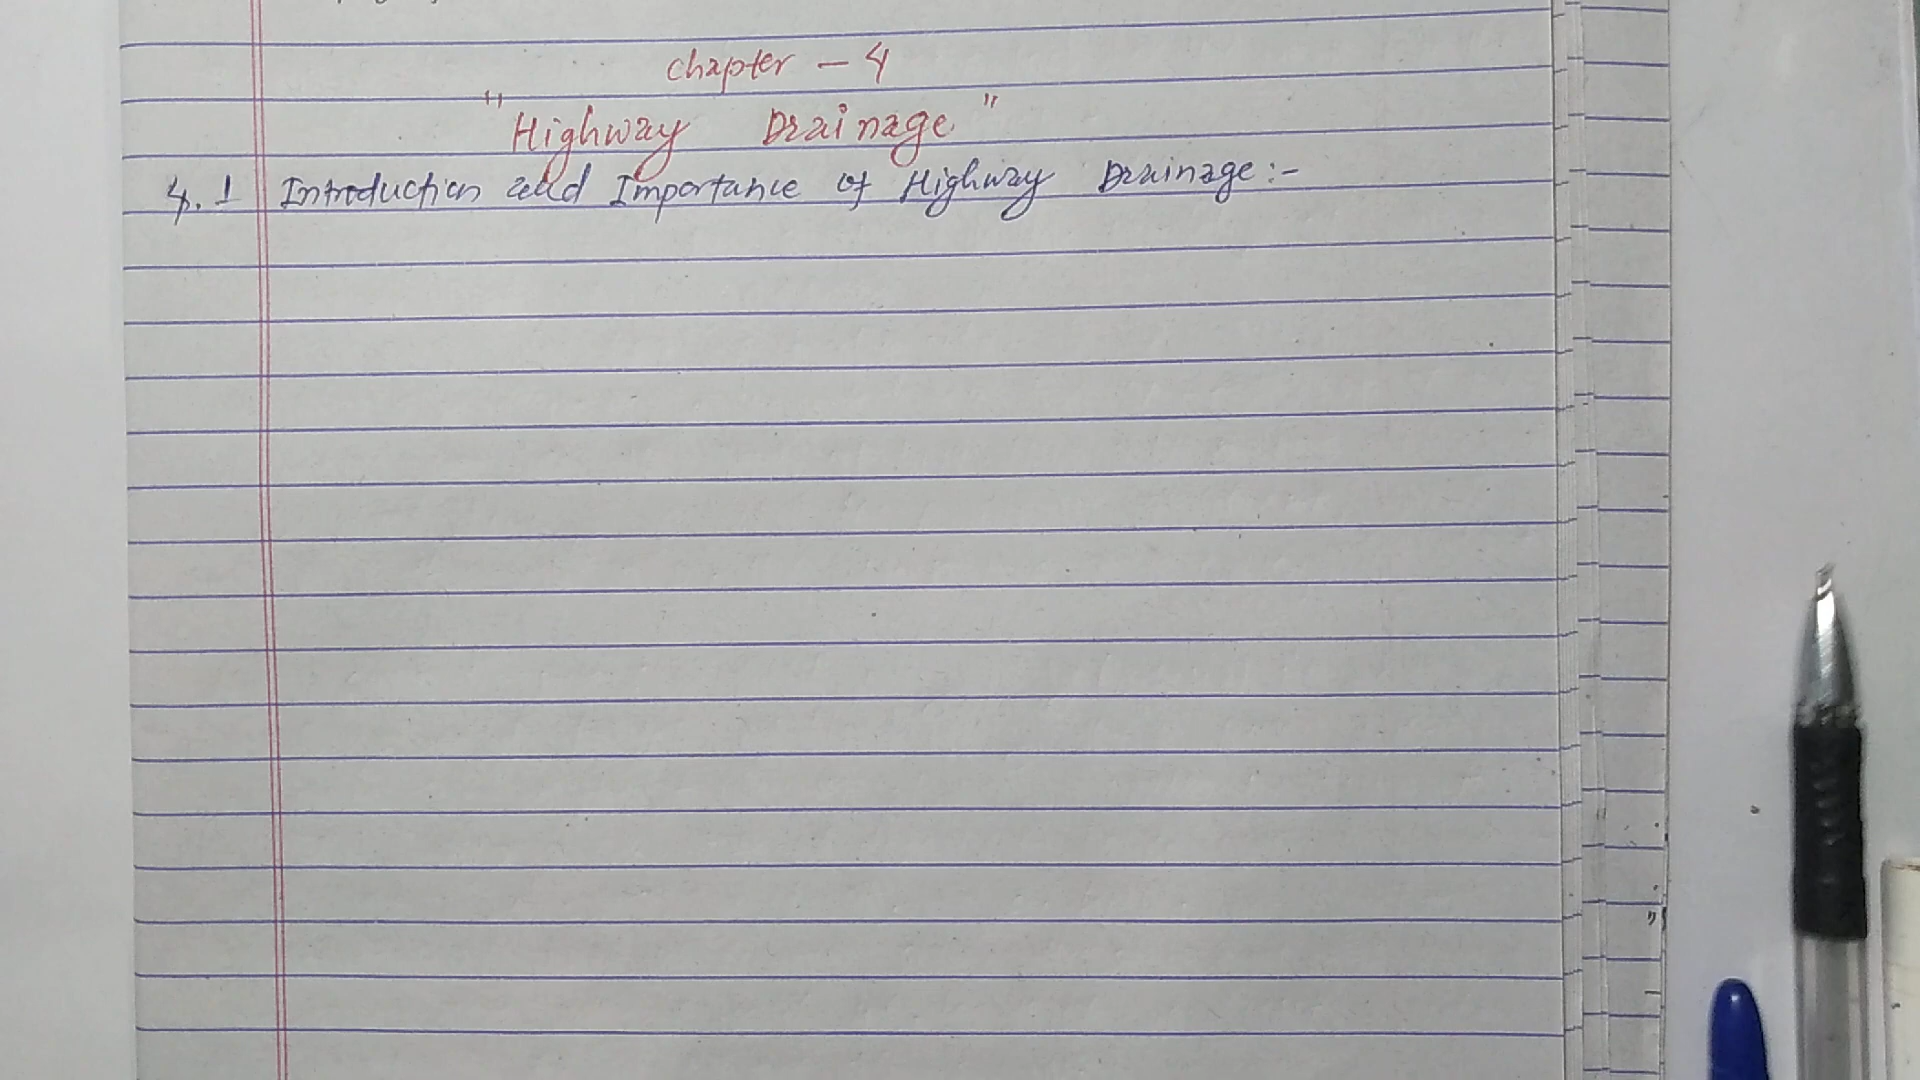 Chapter - 4
"Highway Drainage"
4.1 Introduction and Importance of Highway Drainage:-